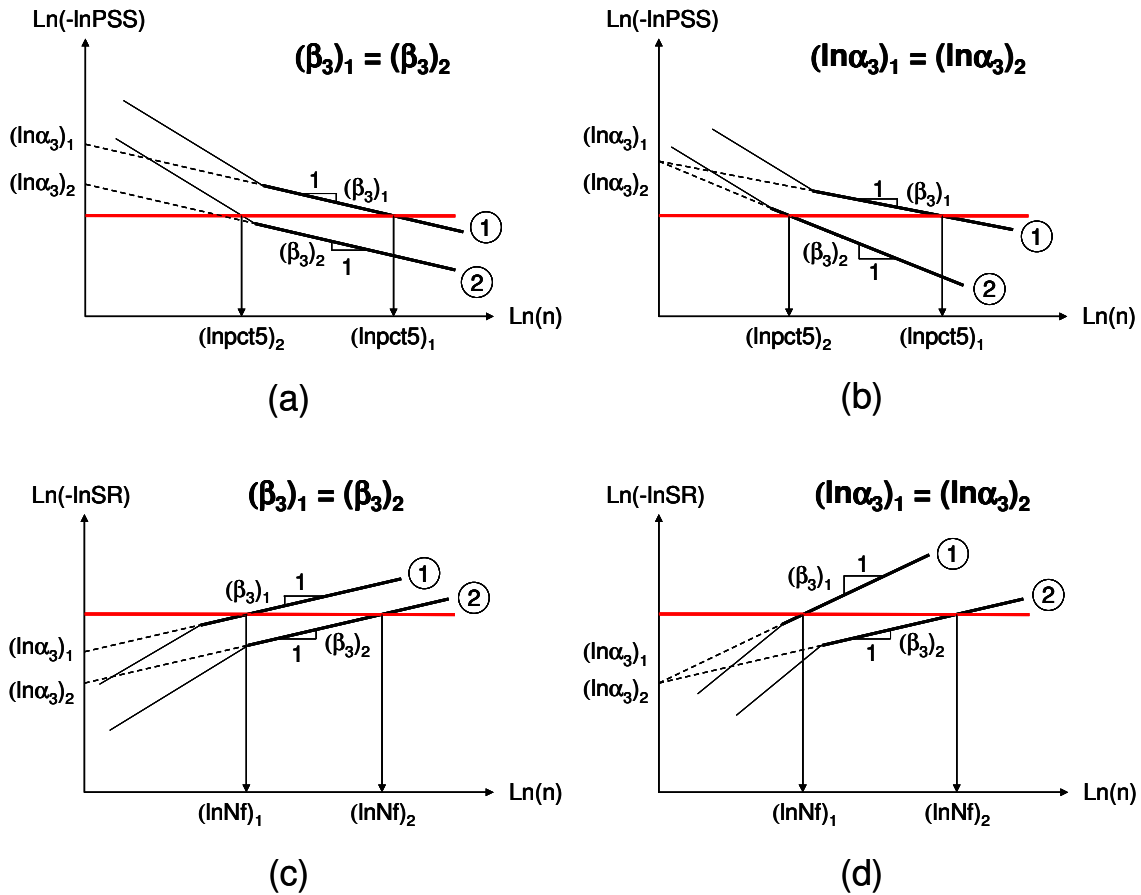 Ln(-lnPSS)
(β3)1 = (β3)2
(lnα3)1
(lnα3)2
1
(β3)1
(β3)2
1
1
2
Ln(n)
(lnpct5)2
(lnpct5)1
(a)
Ln(-lnPSS)
(lnα3)1 = (lnα3)2
(lnα3)1
(lnα3)2
1
(β3)1
(β3)2
1
1
2
Ln(n)
(lnpct5)2
(lnpct5)1
(b)
Ln(-lnSR)
(β3)1 = (β3)2
(β3)1
1
1
2
(lnα3)1
(lnα3)2
1
(β3)2
Ln(n)
(lnNf)1
(lnNf)2
(c)
Ln(-lnSR)
(lnα3)1 = (lnα3)2
1
(β3)1
1
2
(lnα3)1
(lnα3)2
1
(β3)2
Ln(n)
(lnNf)1
(lnNf)2
(d)